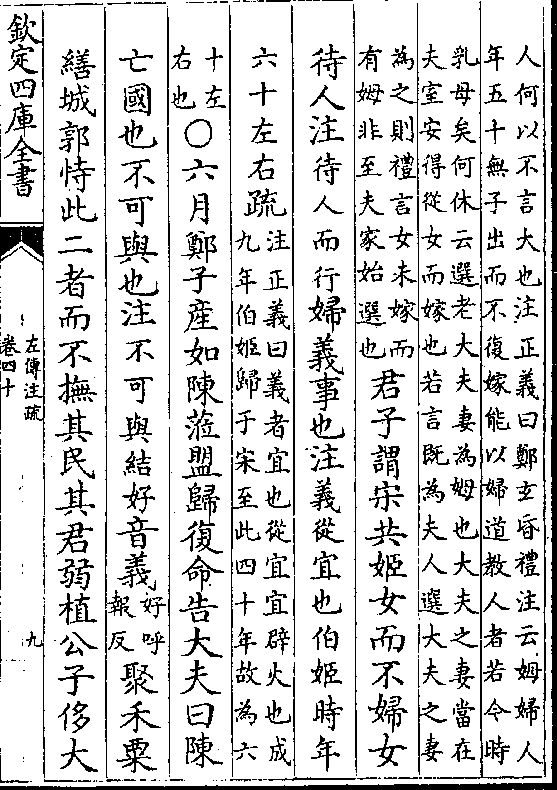 人何以不言大也注正義曰鄭玄昏禮注云姆婦人
年五十無子出而不復嫁能以婦道教人者若今時
乳母矣何休云選老大夫妻為姆也大夫之妻當在
夫室安得從女而嫁也若言既為夫人選大夫之妻
為之則禮言女未嫁而
有姆非至夫家始選也
君子謂宋共姬女而不婦女
待人注待人而行婦義事也注義從宜也伯姬時年
六十左右疏
注正義曰義者宜也從宜宜辟火也成
九年伯姬歸于宋至此四十年故為六
十左
右也
〇六月鄭子產如陳蒞盟歸復命告大夫曰陳
亡國也不可與也注不可與結好音義
好呼
報反
聚禾粟
繕城郭恃此二者而不撫其民其君弱植公子侈大
欽定四庫全書
左傳注疏
卷四十
九